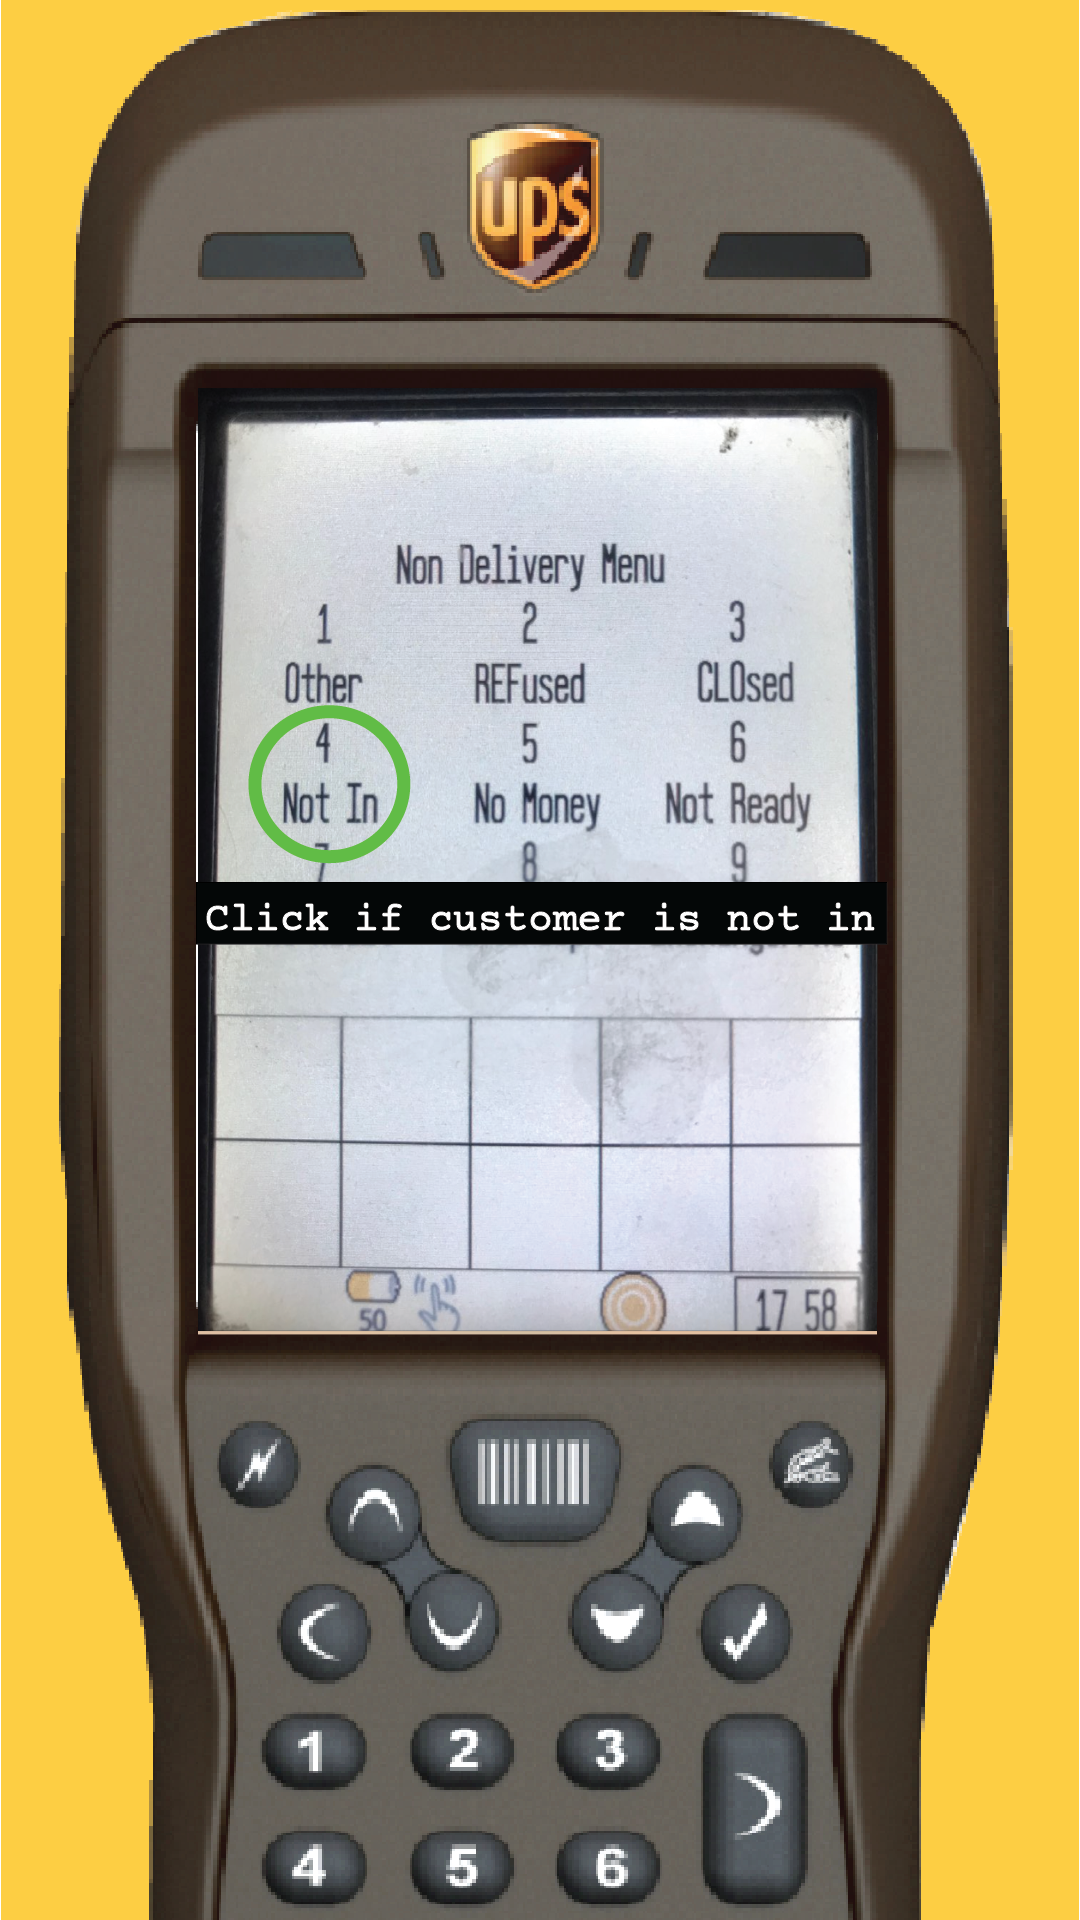 ups
Non Delivery Menu
1 2 3
Other REFused CLOsed
4 5 6
Not In No Money Not Ready
7 8 9
Click if customer is not in
50 17 58
1 2 3
4 5 6